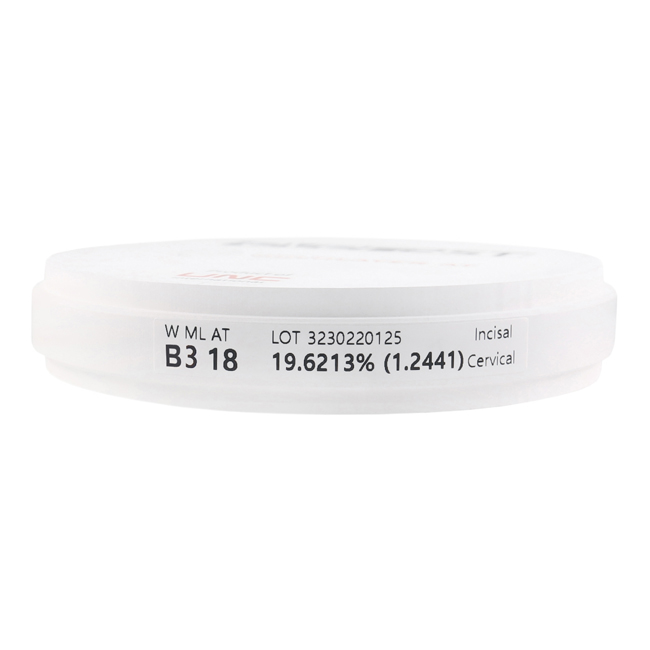 W ML AT LOT 3230220125 Incisal
B3 18 19.6213% (1.2441) Cervical